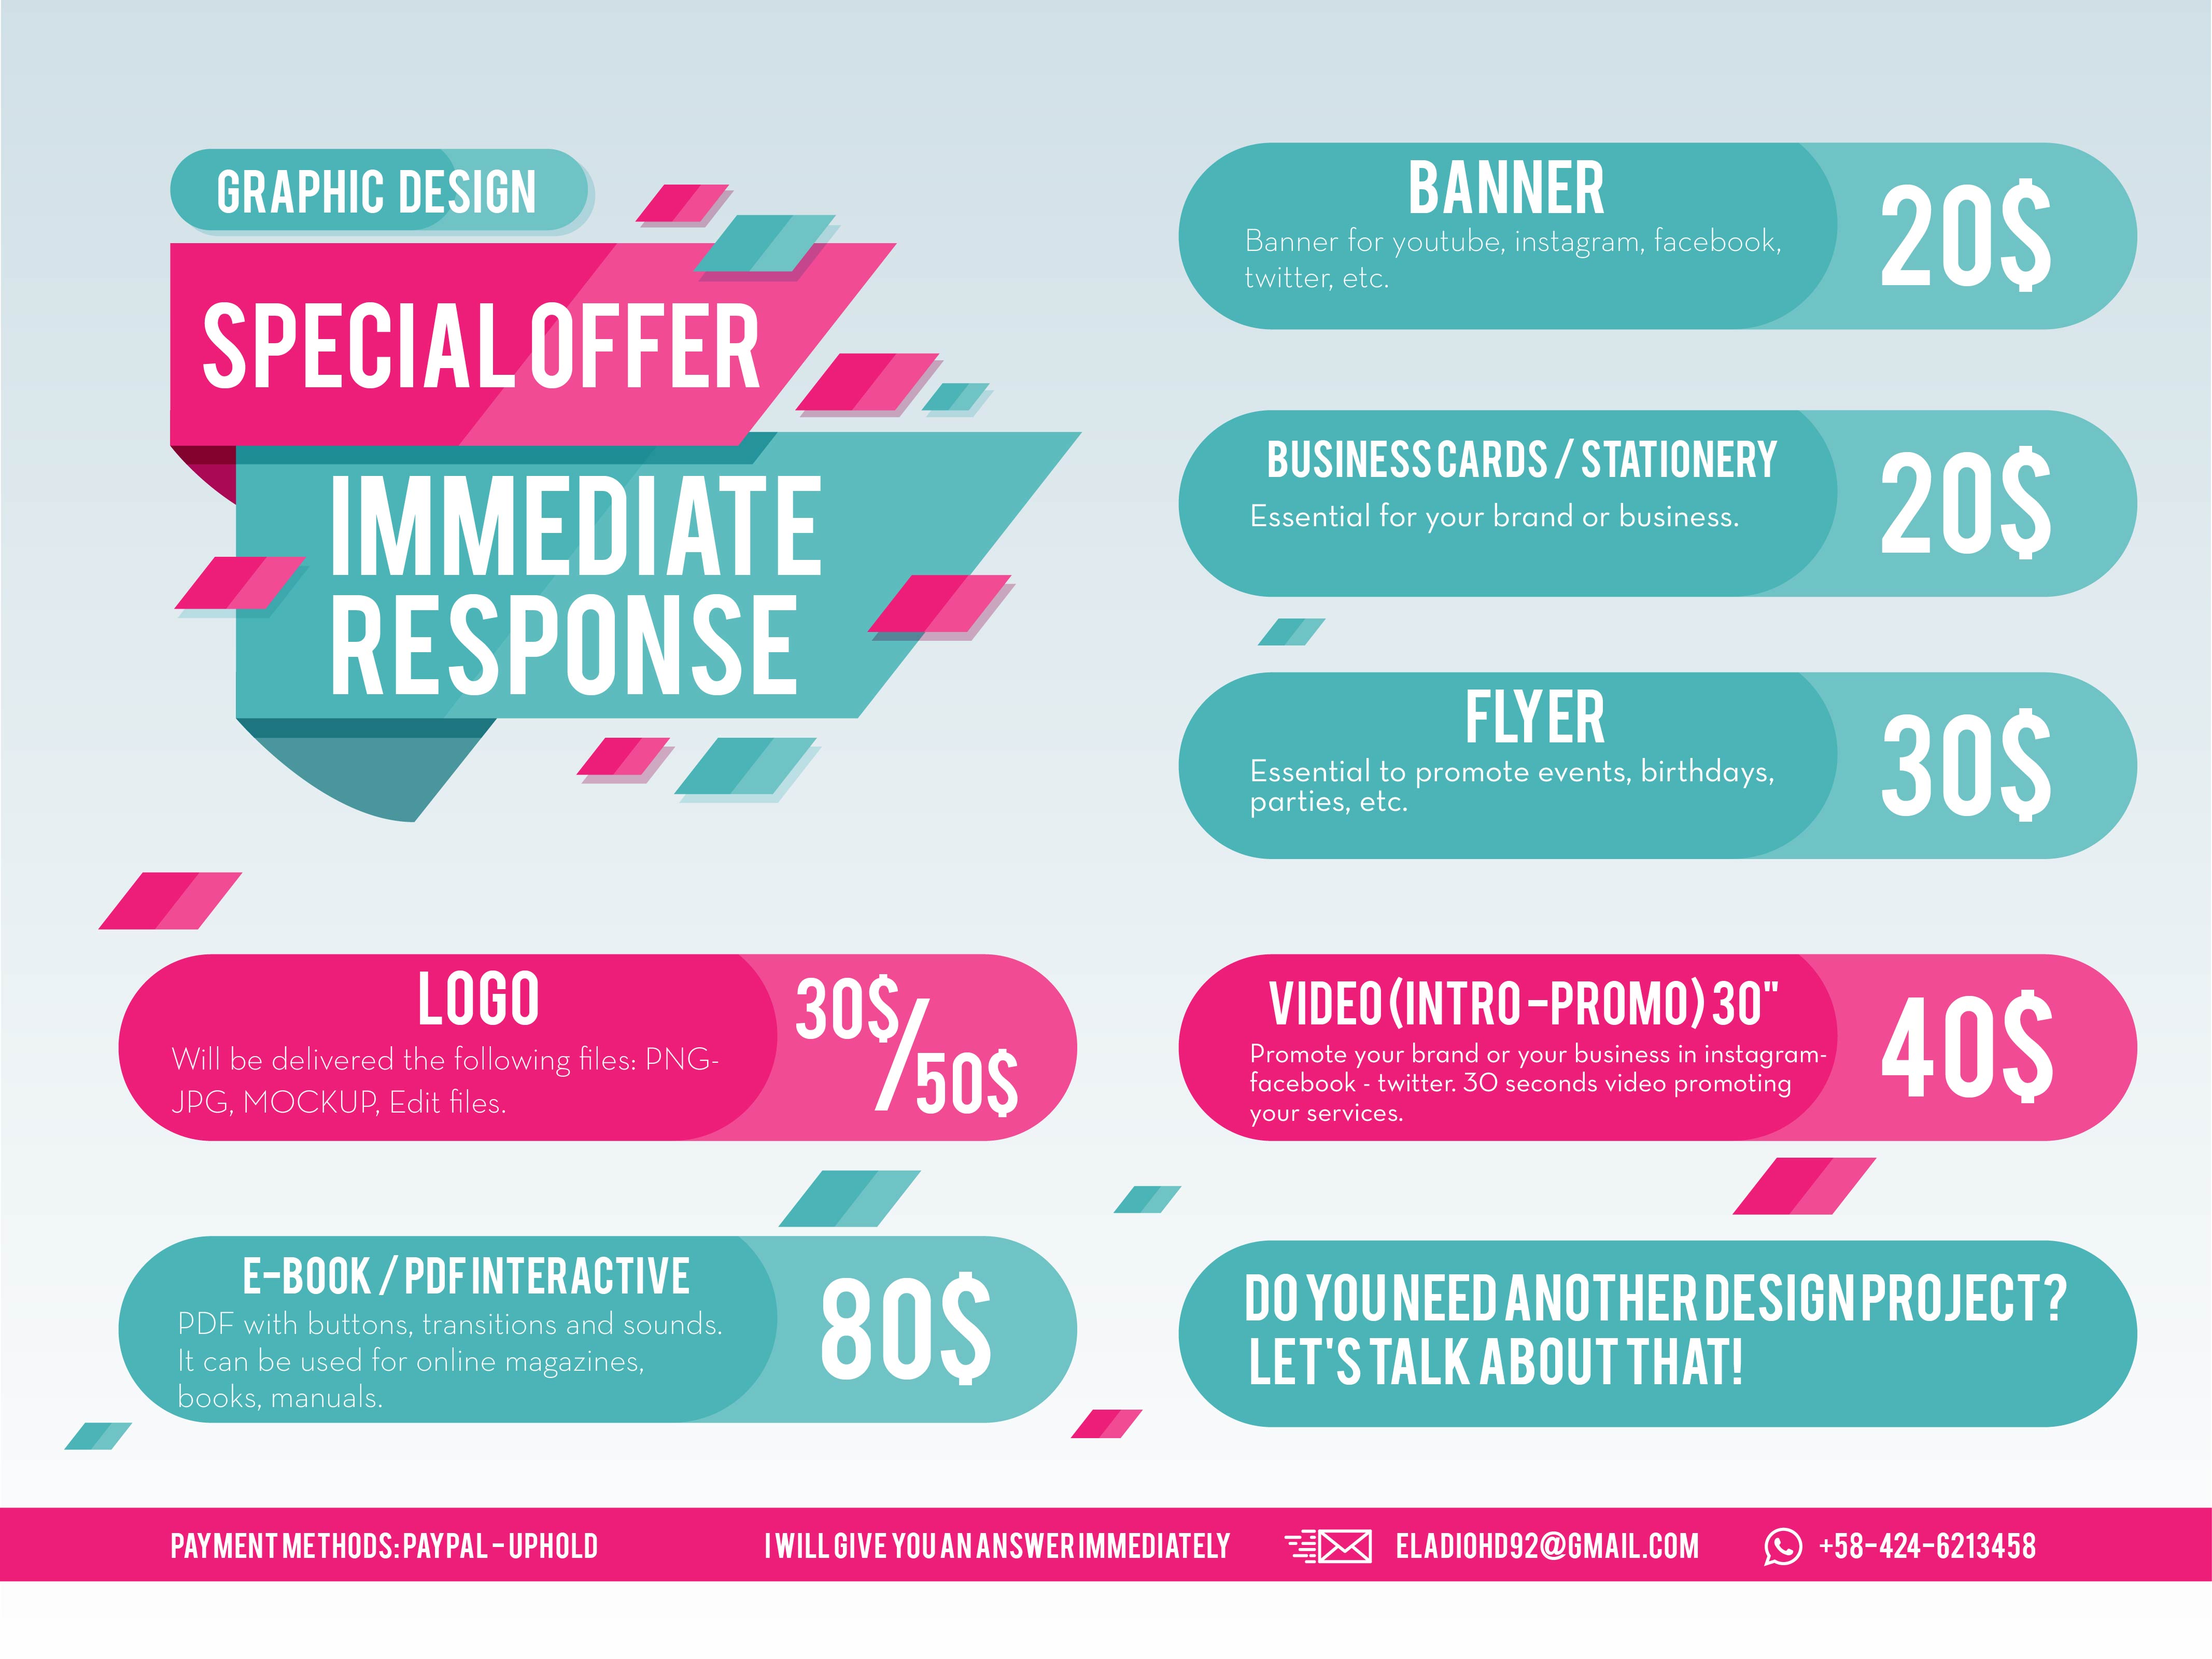 GRAPHIC DESIGN
SPECIAL OFFER
IMMEDIATE
RESPONSE
BANNER
Banner for youtube, instagram, facebook,
twitter, etc.
20$
BUSINESS CARDS / STATIONERY
Essential for your brand or business.
20$
FLYER
Essential to promote events, birthdays,
parties, etc.
30$
LOGO
Will be delivered the following files: PNG-
JPG, MOCKUP, Edit files.
30$/50$
VIDEO (INTRO -PROMO) 30"
Promote your brand or your business in instagram-
facebook - twitter. 30 seconds video promoting
your services.
40$
E-BOOK / PDF INTERACTIVE
PDF with buttons, transitions and sounds.
It can be used for online magazines,
books, manuals.
80$
DO YOU NEED ANOTHER DESIGN PROJECT?
LET'S TALK ABOUT THAT!
PAYMENT METHODS: PAYPAL - UPHOLD
I WILL GIVE YOU AN ANSWER IMMEDIATELY
ELADIOHD92@GMAIL.COM
+58-424-6213458